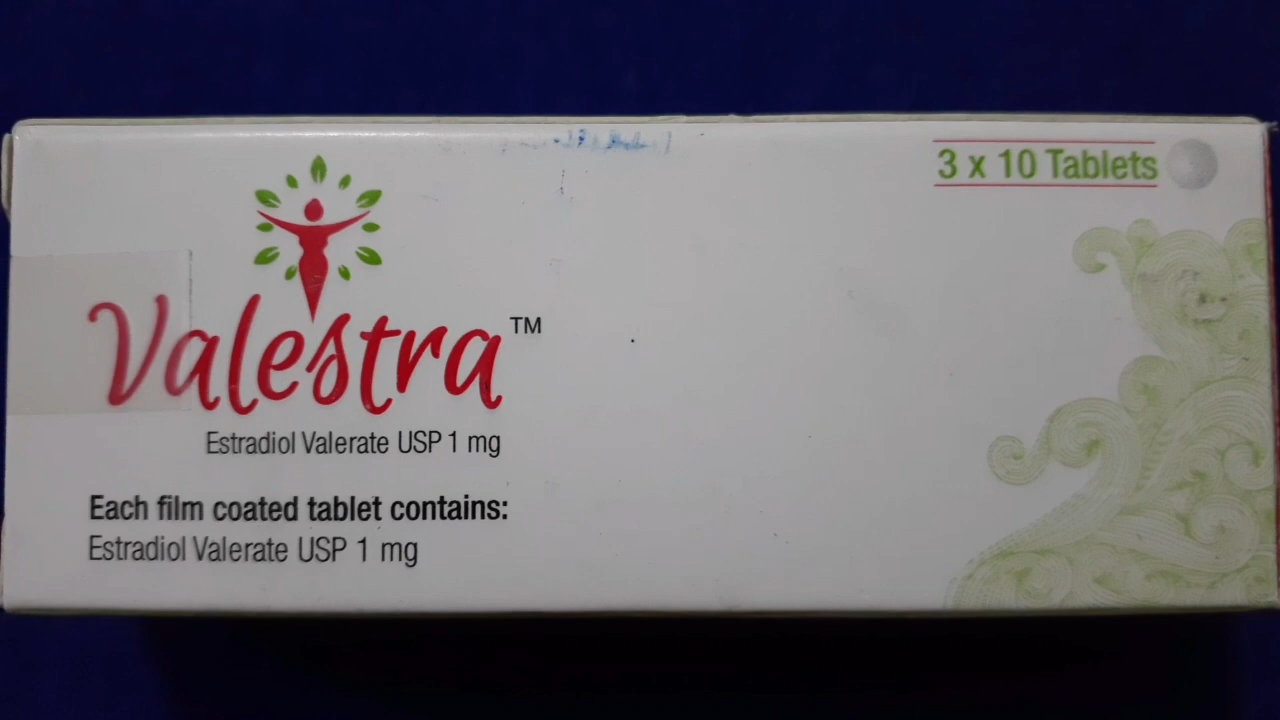 3 x 10 Tablets
Valestra™
Estradiol Valerate USP 1 mg
Each film coated tablet contains:
Estradiol Valerate USP 1 mg